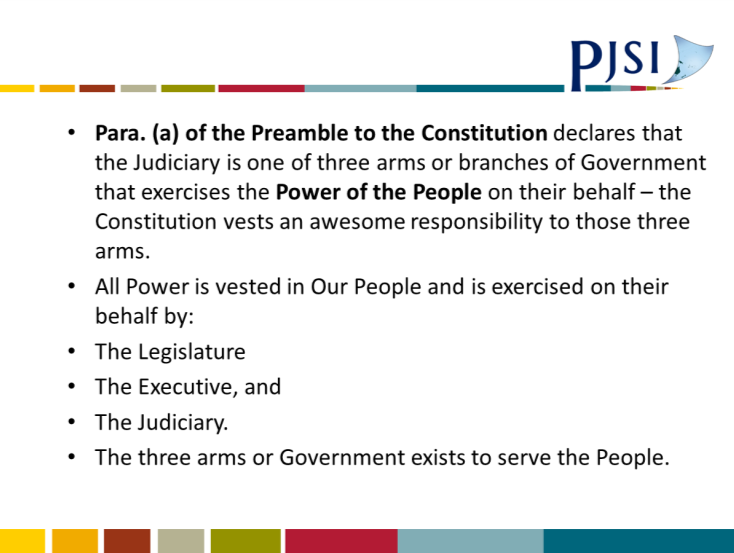 PJSI
• Para. (a) of the Preamble to the Constitution declares that
the Judiciary is one of three arms or branches of Government
that exercises the Power of the People on their behalf – the
Constitution vests an awesome responsibility to those three
arms.
• All Power is vested in Our People and is exercised on their
behalf by:
• The Legislature
• The Executive, and
• The Judiciary.
• The three arms or Government exists to serve the People.